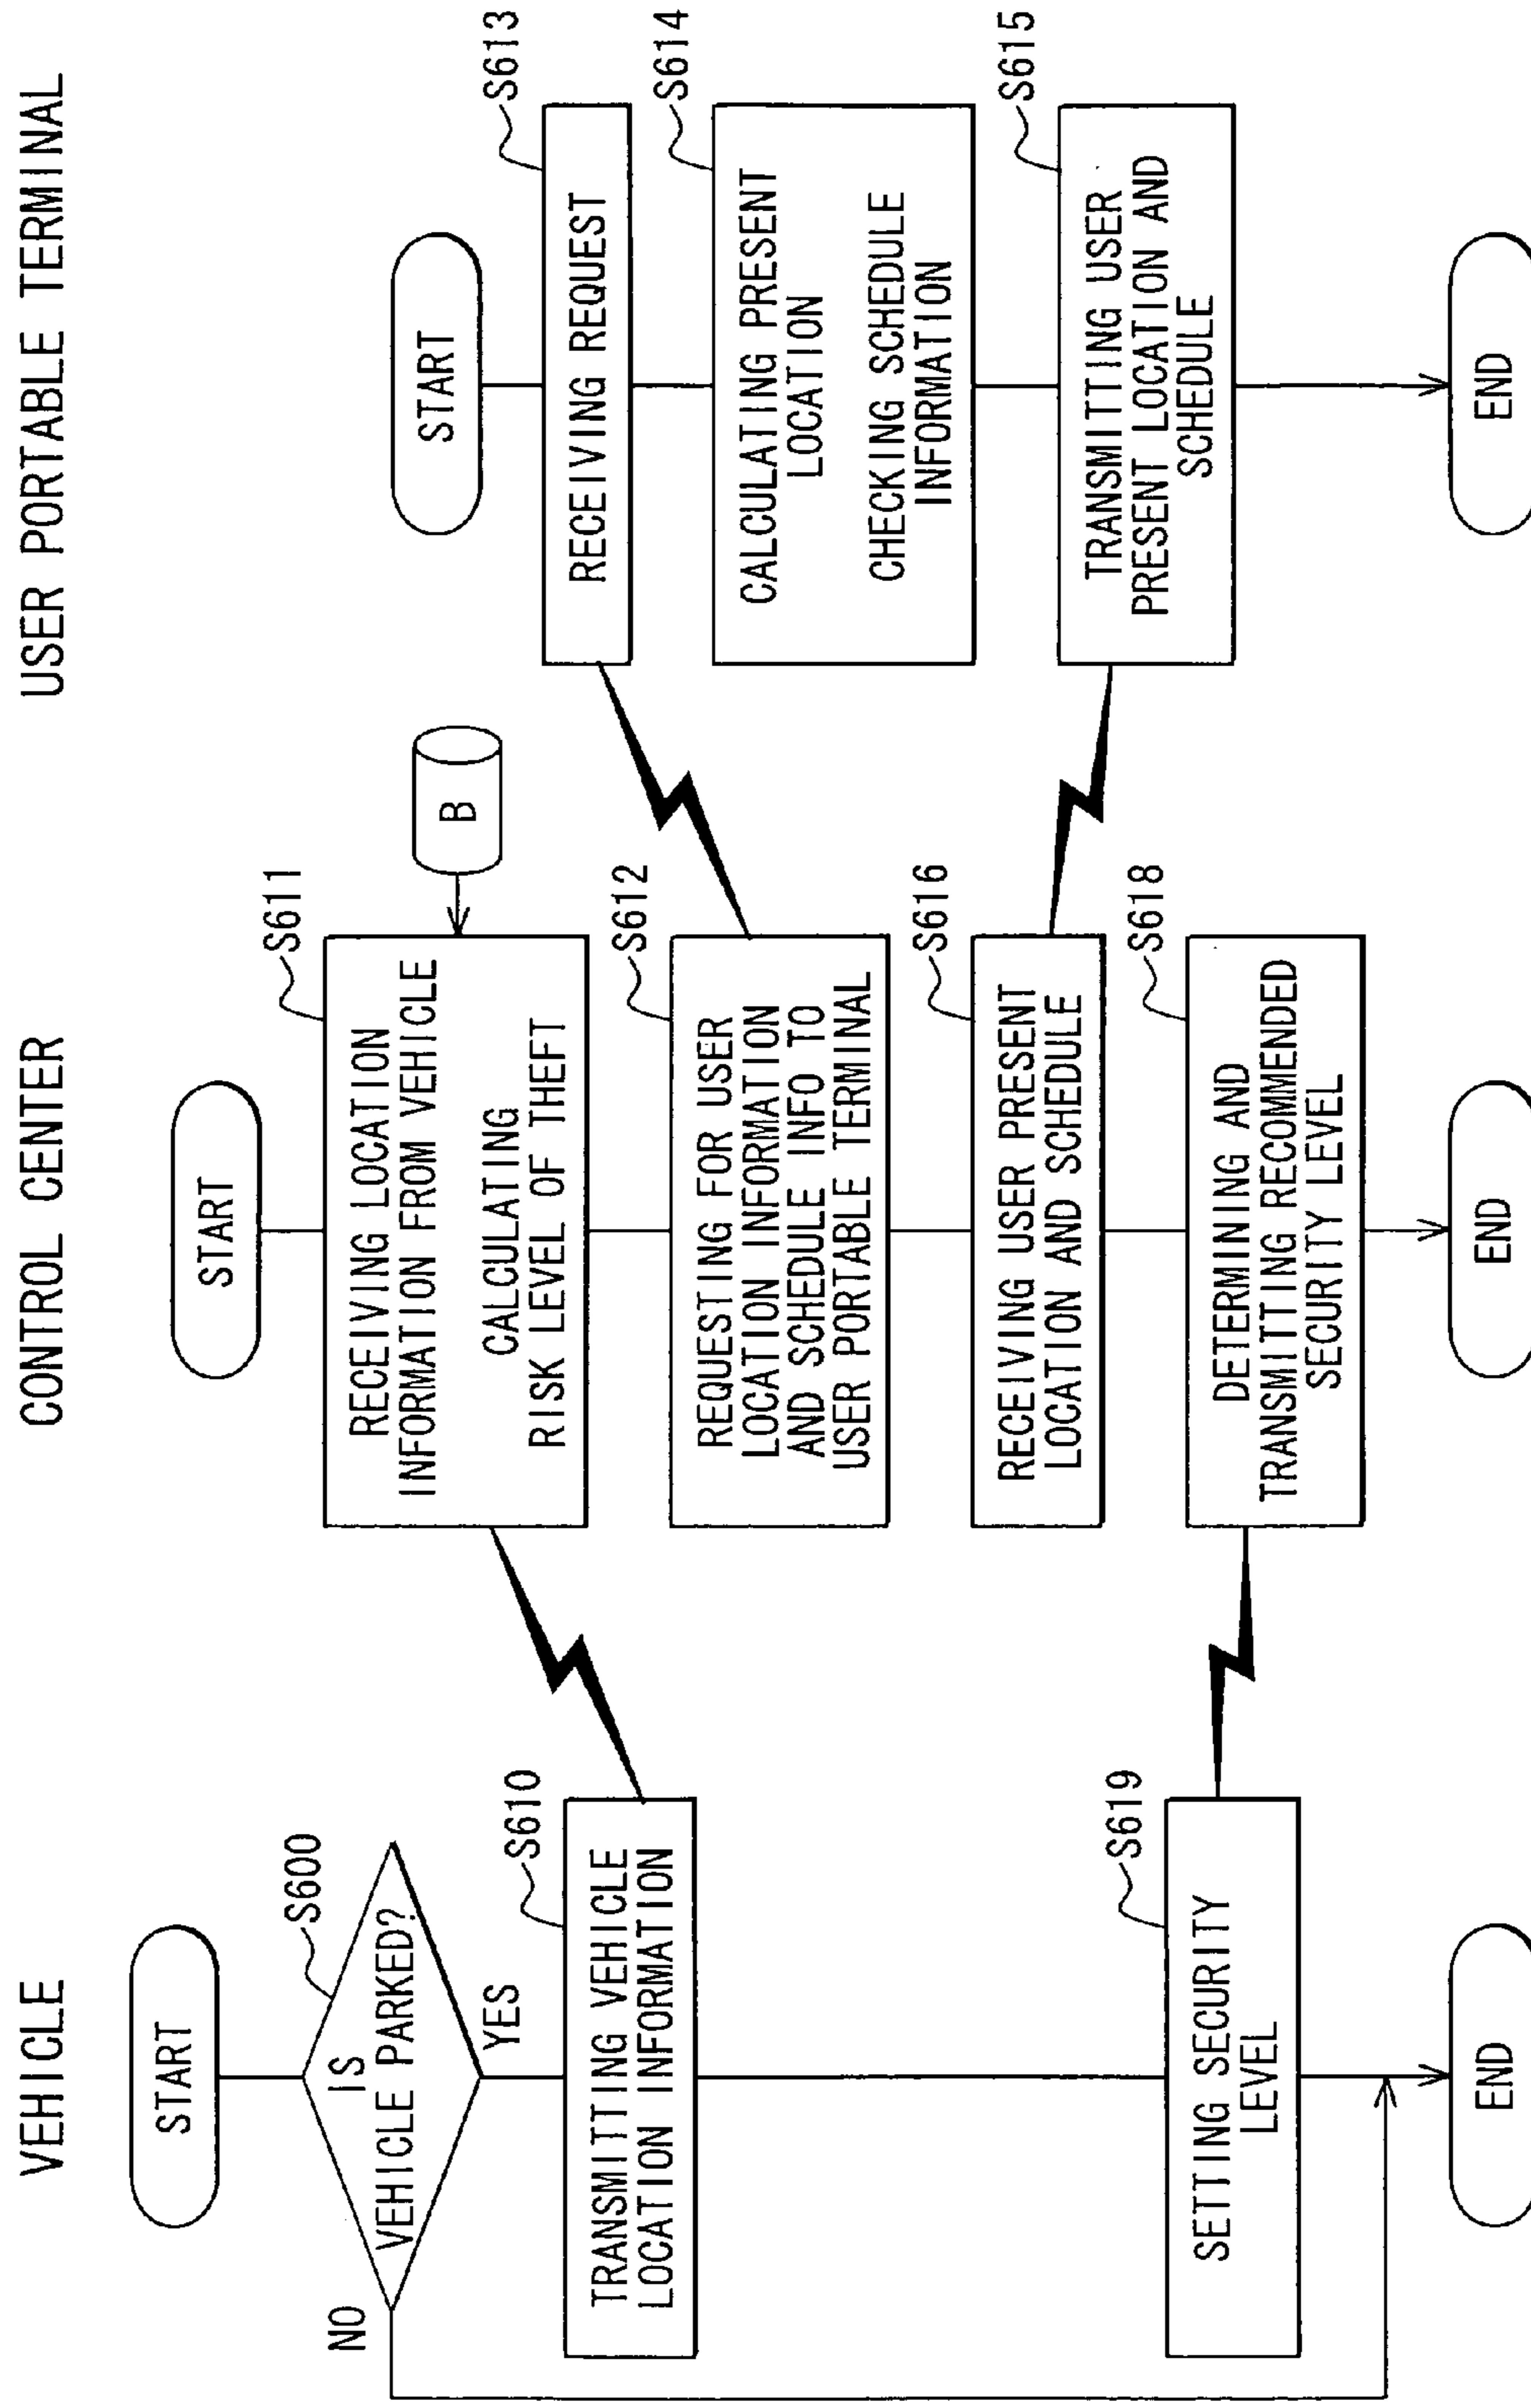 VEHICLE
START
S600
IS
VEHICLE PARKED?
NO
YES
S610
TRANSMITTING VEHICLE
LOCATION INFORMATION
S619
SETTING SECURITY
LEVEL
END
CONTROL CENTER
START
S611
RECEIVING LOCATION
INFORMATION FROM VEHICLE
CALCULATING
RISK LEVEL OF THEFT
B
S612
REQUESTING FOR USER
LOCATION INFORMATION
AND SCHEDULE INFO TO
USER PORTABLE TERMINAL
S616
RECEIVING USER PRESENT
LOCATION AND SCHEDULE
S618
DETERMINING AND
TRANSMITTING RECOMMENDED
SECURITY LEVEL
END
USER PORTABLE TERMINAL
START
S613
RECEIVING REQUEST
S614
CALCULATING PRESENT
LOCATION
CHECKING SCHEDULE
INFORMATION
S615
TRANSMITTING USER
PRESENT LOCATION AND
SCHEDULE
END